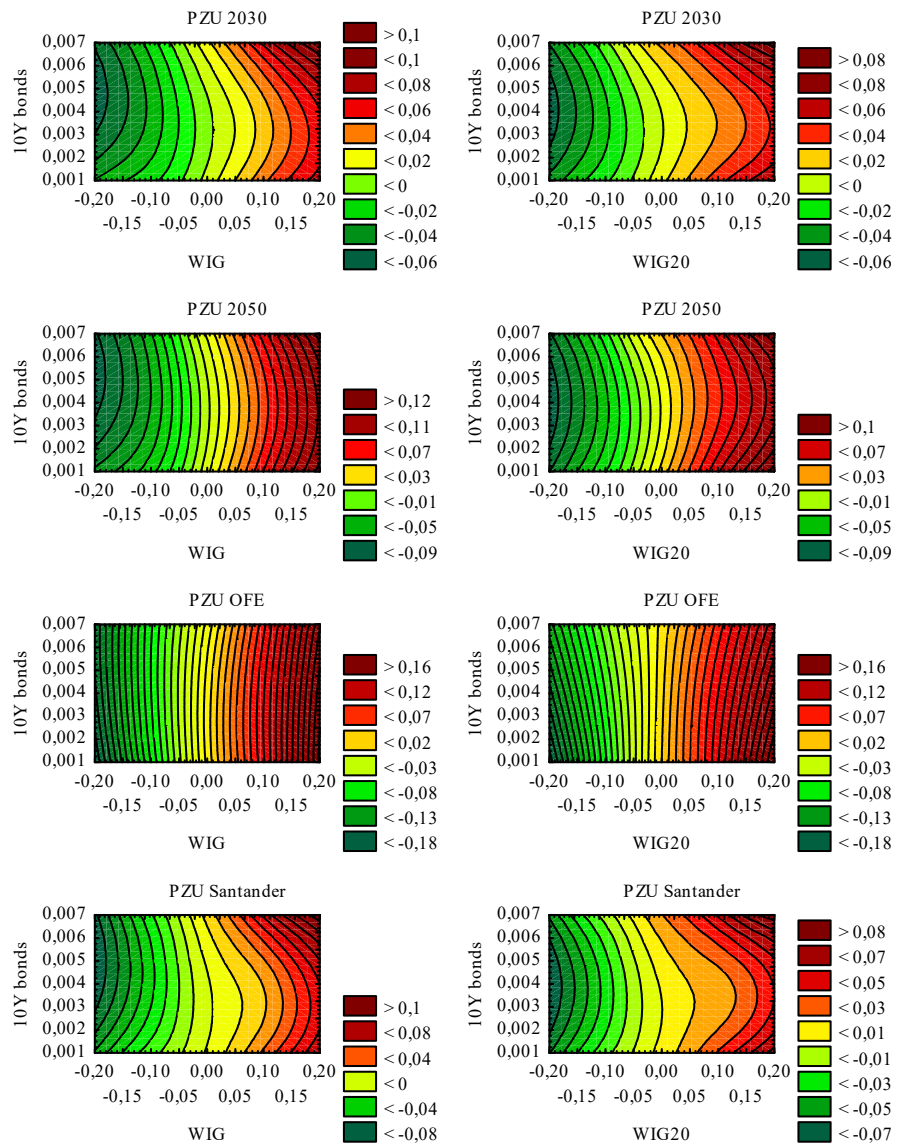 PZU 2030
10Y bonds
0,007
0,006
0,005
0,004
0,003
0,002
0,001
-0,20 -0,10 0,00 0,10 0,20
-0,15 -0,05 0,05 0,15
WIG
> 0,1
< 0,1
< 0,08
< 0,06
< 0,04
< 0,02
< 0
< -0,02
< -0,04
< -0,06
PZU 2030
10Y bonds
0,007
0,006
0,005
0,004
0,003
0,002
0,001
-0,20 -0,10 0,00 0,10 0,20
-0,15 -0,05 0,05 0,15
WIG20
> 0,08
< 0,08
< 0,06
< 0,04
< 0,02
< 0
< -0,02
< -0,04
< -0,06
PZU 2050
10Y bonds
0,007
0,006
0,005
0,004
0,003
0,002
0,001
-0,20 -0,10 0,00 0,10 0,20
-0,15 -0,05 0,05 0,15
WIG
> 0,12
< 0,11
< 0,07
< 0,03
< -0,01
< -0,05
< -0,09
PZU 2050
10Y bonds
0,007
0,006
0,005
0,004
0,003
0,002
0,001
-0,20 -0,10 0,00 0,10 0,20
-0,15 -0,05 0,05 0,15
WIG20
> 0,1
< 0,07
< 0,03
< -0,01
< -0,05
< -0,09
PZU OFE
10Y bonds
0,007
0,006
0,005
0,004
0,003
0,002
0,001
-0,20 -0,10 0,00 0,10 0,20
-0,15 -0,05 0,05 0,15
WIG
> 0,16
< 0,12
< 0,07
< 0,02
< -0,03
< -0,08
< -0,13
< -0,18
PZU OFE
10Y bonds
0,007
0,006
0,005
0,004
0,003
0,002
0,001
-0,20 -0,10 0,00 0,10 0,20
-0,15 -0,05 0,05 0,15
WIG20
> 0,16
< 0,12
< 0,07
< 0,02
< -0,03
< -0,08
< -0,13
< -0,18
PZU Santander
10Y bonds
0,007
0,006
0,005
0,004
0,003
0,002
0,001
-0,20 -0,10 0,00 0,10 0,20
-0,15 -0,05 0,05 0,15
WIG
> 0,1
< 0,08
< 0,04
< 0
< -0,04
< -0,08
PZU Santander
10Y bonds
0,007
0,006
0,005
0,004
0,003
0,002
0,001
-0,20 -0,10 0,00 0,10 0,20
-0,15 -0,05 0,05 0,15
WIG20
> 0,08
< 0,07
< 0,05
< 0,03
< 0,01
< -0,01
< -0,03
< -0,05
< -0,07